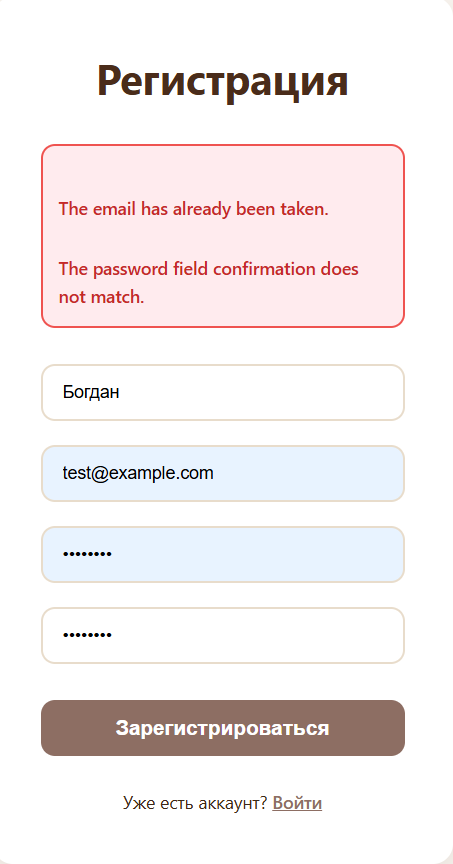 Регистрация
The email has already been taken.
The password field confirmation does
not match.
Богдан
test@example.com
••••••••
••••••••
Зарегистрироваться
Уже есть аккаунт? Войти